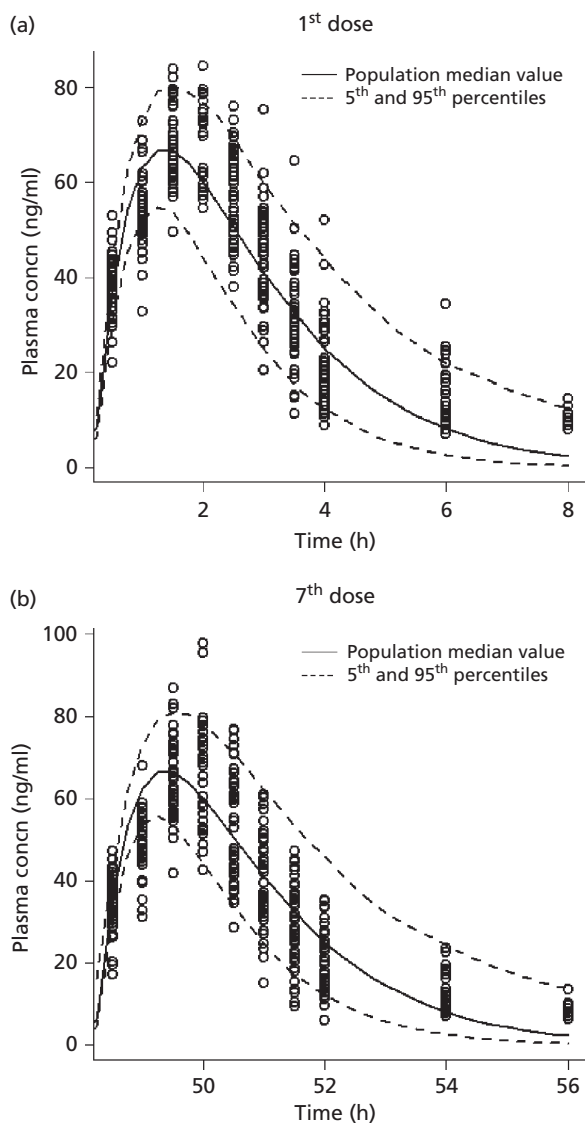 (a)
1st dose
Population median value
5th and 95th percentiles
80
60
40
20
0
Plasma concn (ng/ml)
2 4 6 8
Time (h)
(b)
7th dose
Population median value
5th and 95th percentiles
100
80
60
40
20
0
Plasma concn (ng/ml)
50 52 54 56
Time (h)